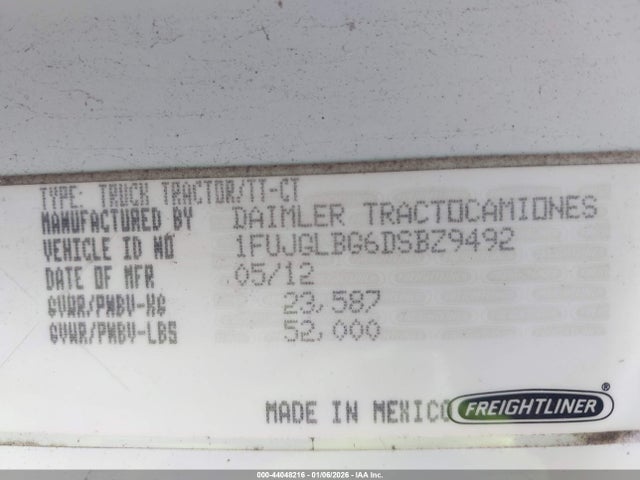 TYPE: TRUCK TRACTOR/TT-CT
MANUFACTURED BY DAIMLER TRACTOCAMIONES
VEHICLE ID NO 1FUJGLBG6DSBZ9492
DATE OF MFR 05/12
GVWR/PNBV-KG 23,587
GVWR/PNBV-LBS 52,000
MADE IN MEXICO FREIGHTLINER®
000-44048216 - 01/06/2026 - IAA Inc.